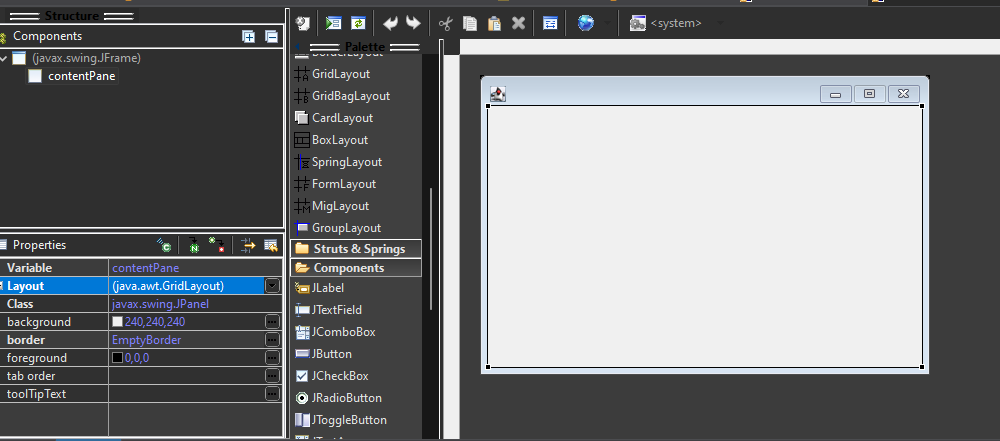 Structure
Components
(javax.swing.JFrame)
contentPane
Properties
Variable contentPane
Layout (java.awt.GridLayout)
Class javax.swing.JPanel
background 240,240,240
border EmptyBorder
foreground 0,0,0
tab order
toolTipText
Palette
GridLayout
GridBagLayout
CardLayout
BoxLayout
SpringLayout
FormLayout
MigLayout
GroupLayout
Struts & Springs
Components
JLabel
JTextField
JComboBox
JButton
JCheckBox
JRadioButton
JToggleButton
<system>